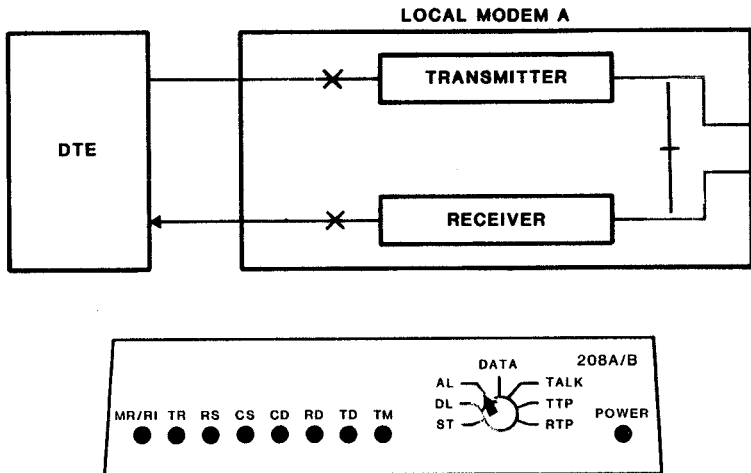 LOCAL MODEM A
TRANSMITTER
DTE
RECEIVER
DATA
208A/B
AL
TALK
DL
TTP
ST
RTP
MR/RI TR RS CS CD RD TD TM
POWER